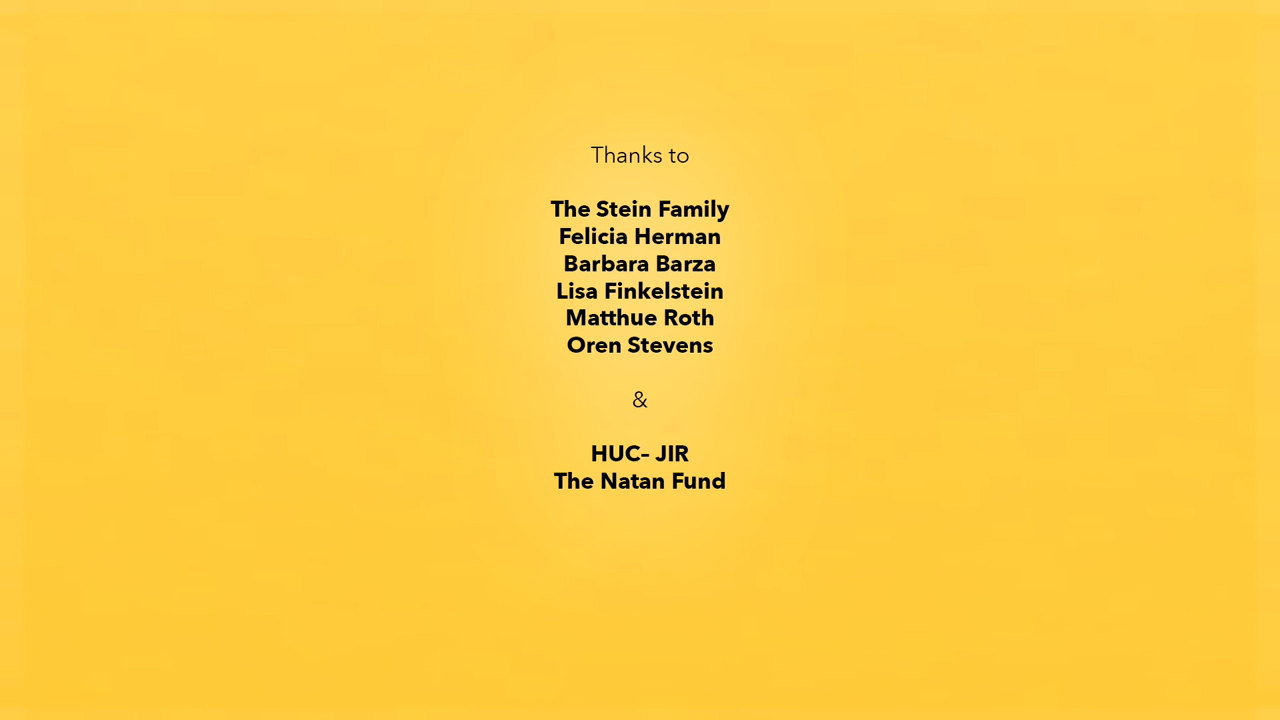 Thanks to
The Stein Family
Felicia Herman
Barbara Barza
Lisa Finkelstein
Matthue Roth
Oren Stevens
&
HUC– JIR
The Natan Fund